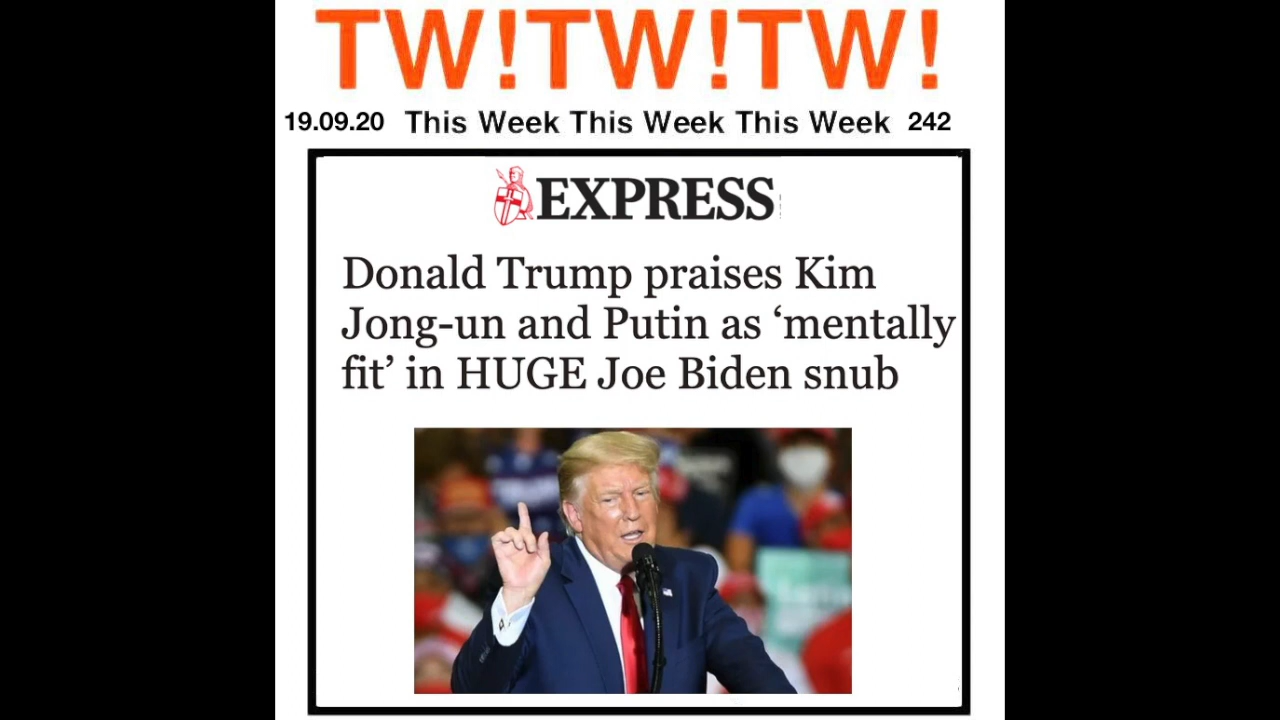 TW!TW!TW!
19.09.20 This Week This Week This Week 242
EXPRESS
Donald Trump praises Kim
Jong-un and Putin as ‘mentally
fit’ in HUGE Joe Biden snub